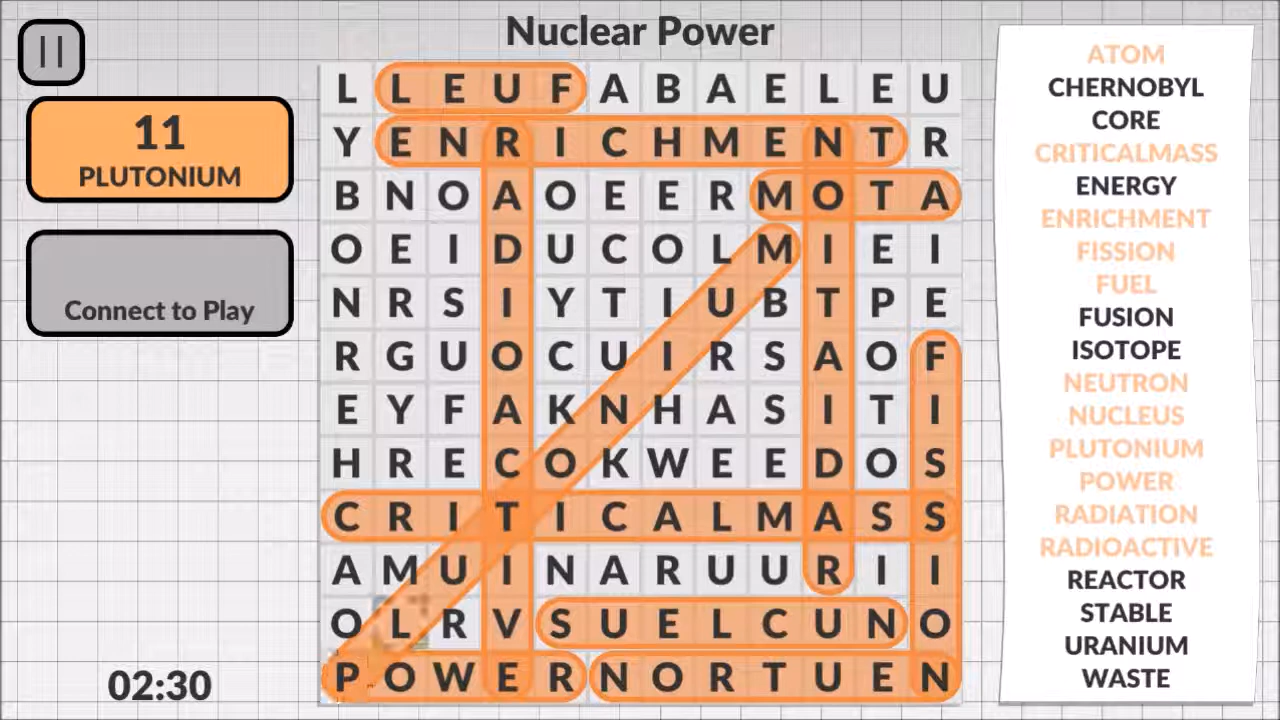 Nuclear Power
11
PLUTONIUM
Connect to Play
02:30
L L E U F A B A E L E U
Y E N R I C H M E N T R
B N O A O E E R M O T A
O E I D U C O L M I E I
N R S I Y T I U B T P E
R G U O C U I R S A O F
E Y F A K N H A S I T I
H R E C O K W E E D O S
C R I T I C A L M A S S
A M U I N A R U U R I I
O L R V S U E L C U N O
P O W E R N O R T U E N
ATOM
CHERNOBYL
CORE
CRITICALMASS
ENERGY
ENRICHMENT
FISSION
FUEL
FUSION
ISOTOPE
NEUTRON
NUCLEUS
PLUTONIUM
POWER
RADIATION
RADIOACTIVE
REACTOR
STABLE
URANIUM
WASTE